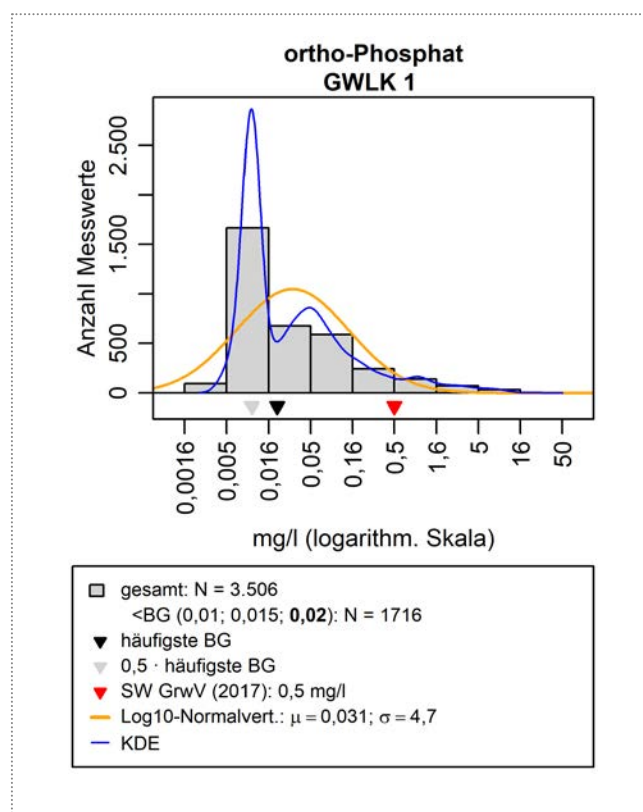 ortho-Phosphat
GWLK 1
Anzahl Messwerte
2.500
1.500
500
0
0,0016
0,005
0,016
0,05
0,16
0,5
1,6
5
16
50
mg/l (logarithm. Skala)
gesamt: N = 3.506
<BG (0,01; 0,015; 0,02): N = 1716
häufigste BG
0,5 · häufigste BG
SW GrwV (2017): 0,5 mg/l
Log10-Normalvert.: μ = 0,031; σ = 4,7
KDE